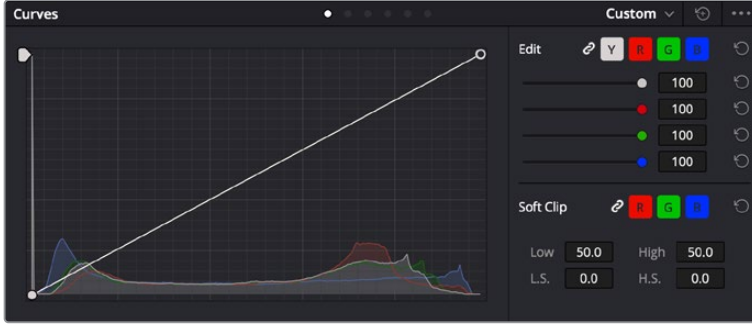 Curves Custom
Edit Y R G B
100
100
100
100
Soft Clip R G B
Low 50.0 High 50.0
L.S. 0.0 H.S. 0.0